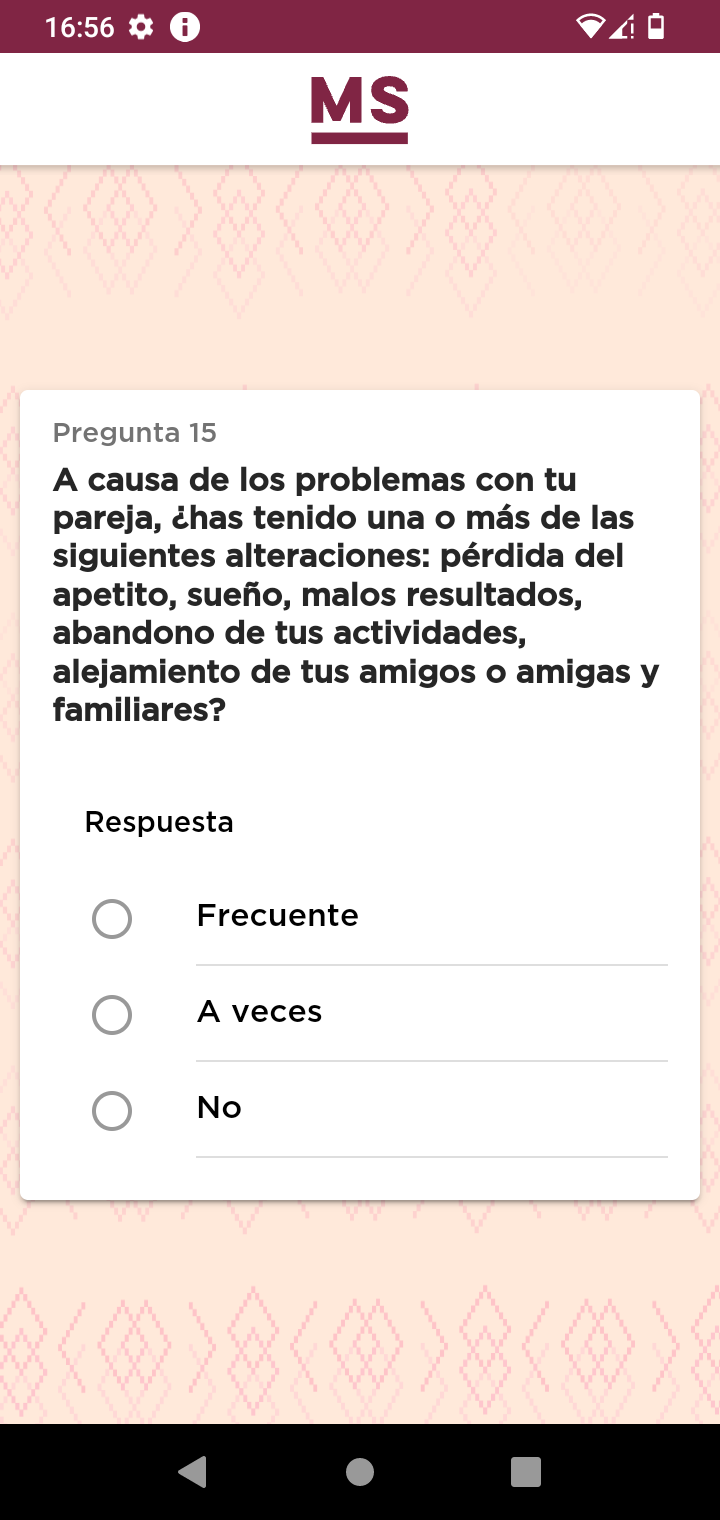 16:56
MS
Pregunta 15
A causa de los problemas con tu
pareja, ¿has tenido una o más de las
siguientes alteraciones: pérdida del
apetito, sueño, malos resultados,
abandono de tus actividades,
alejamiento de tus amigos o amigas y
familiares?
Respuesta
Frecuente
A veces
No